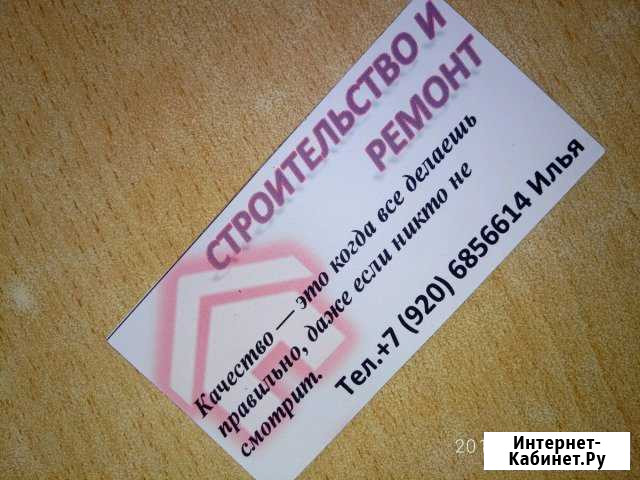 СТРОИТЕЛЬСТВО И
РЕМОНТ
Качество — это когда все делаешь
правильно, даже если никто не
смотрит.
Тел.+7 (920) 6856614 Илья
Интернет-
Кабинет.Ру